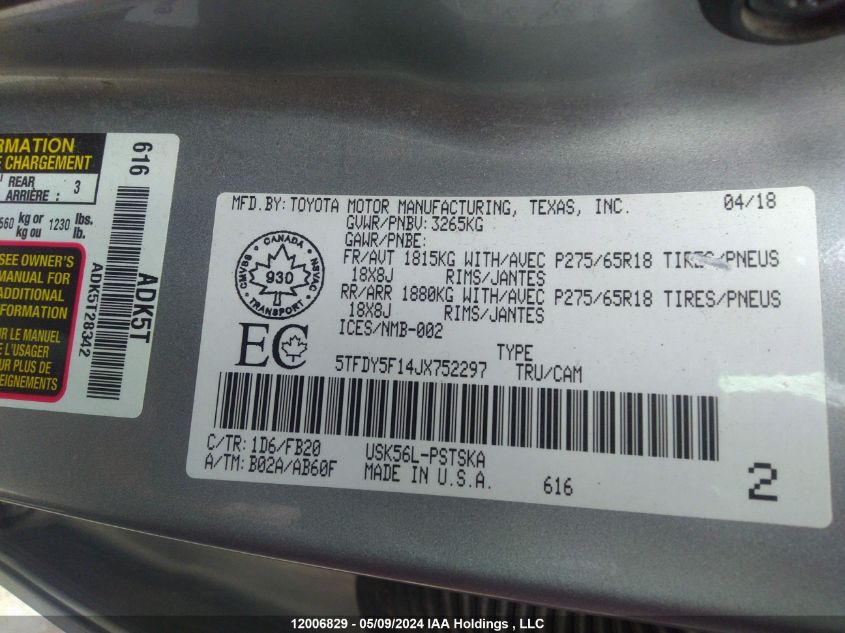 RMATION
E CHARGEMENT
REAR
ARRIÈRE : 3
560 kg or 1230 lbs.
kg ou lb.
SEE OWNER'S
MANUAL FOR
ADDITIONAL
INFORMATION
R LE MANUEL
E L'USAGER
UR PLUS DE
EIGNEMENTS
616
ADK5T
ADK5T28342
MFD.BY: TOYOTA MOTOR MANUFACTURING, TEXAS, INC. 04/18
GVWR/PNBV: 3265KG
GAWR/PNBE:
FR/AVT 1815KG WITH/AVEC P275/65R18 TIRES/PNEUS
18X8J RIMS/JANTES
RR/ARR 1880KG WITH/AVEC P275/65R18 TIRES/PNEUS
18X8J RIMS/JANTES
ICES/NMB-002
CANADA
CMVSS NSVAC
930
TRANSPORT
EC
TYPE
5TFDY5F14JX752297 TRU/CAM
C/TR: 1D6/FB20 USK56L-PSTSKA
A/TM: B02A/AB60F MADE IN U.S.A. 616 2
12006829 - 05/09/2024 IAA Holdings , LLC